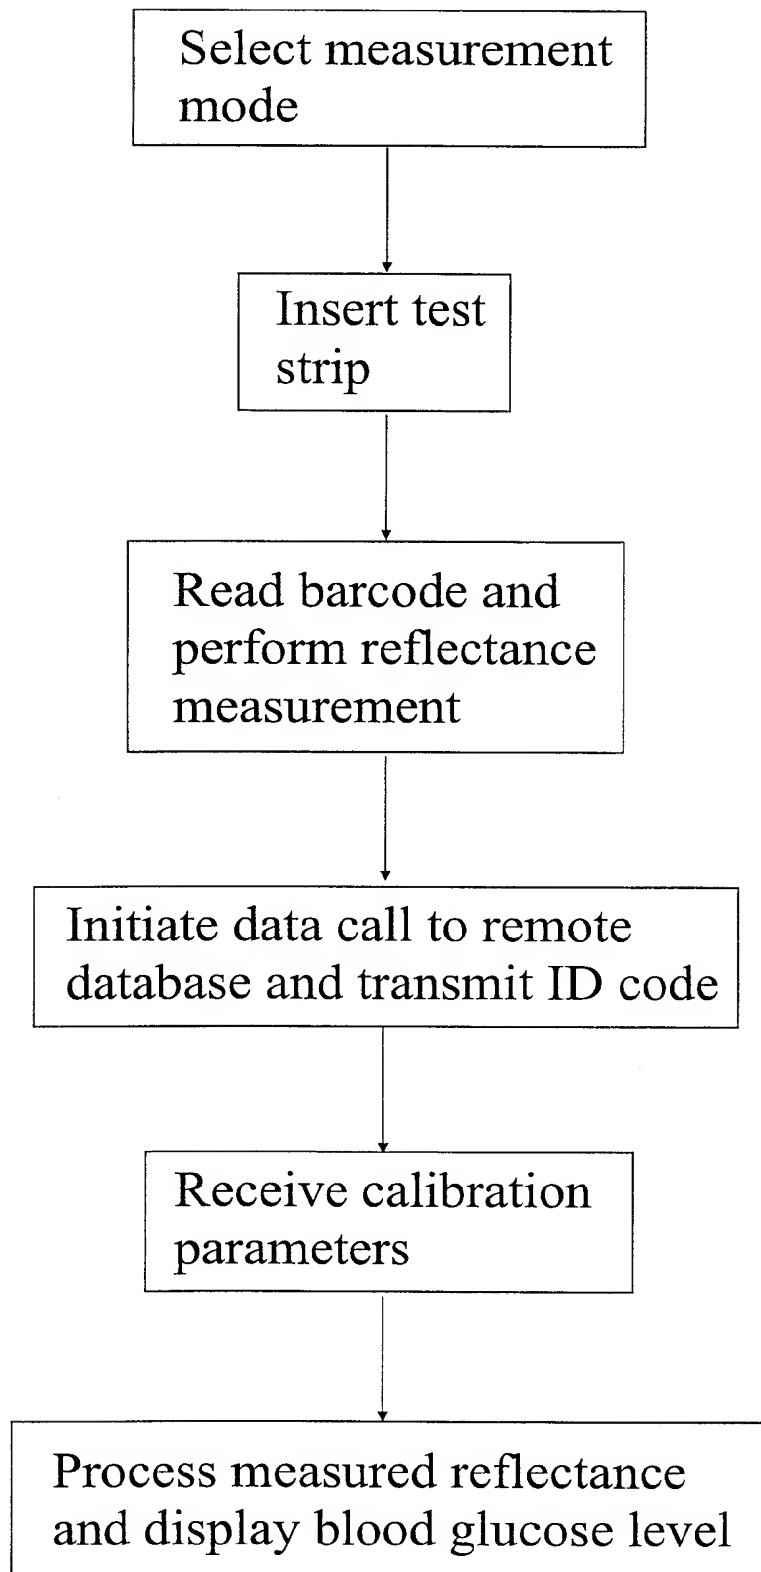 Select measurement
mode
Insert test
strip
Read barcode and
perform reflectance
measurement
Initiate data call to remote
database and transmit ID code
Receive calibration
parameters
Process measured reflectance
and display blood glucose level